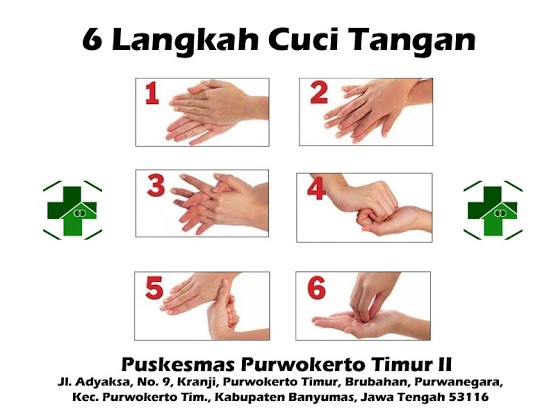 6 Langkah Cuci Tangan
1
2
3
4
5
6
Puskesmas Purwokerto Timur II
Jl. Adyaksa, No. 9, Kranji, Purwokerto Timur, Brubahan, Purwanegara,
Kec. Purwokerto Tim., Kabupaten Banyumas, Jawa Tengah 53116